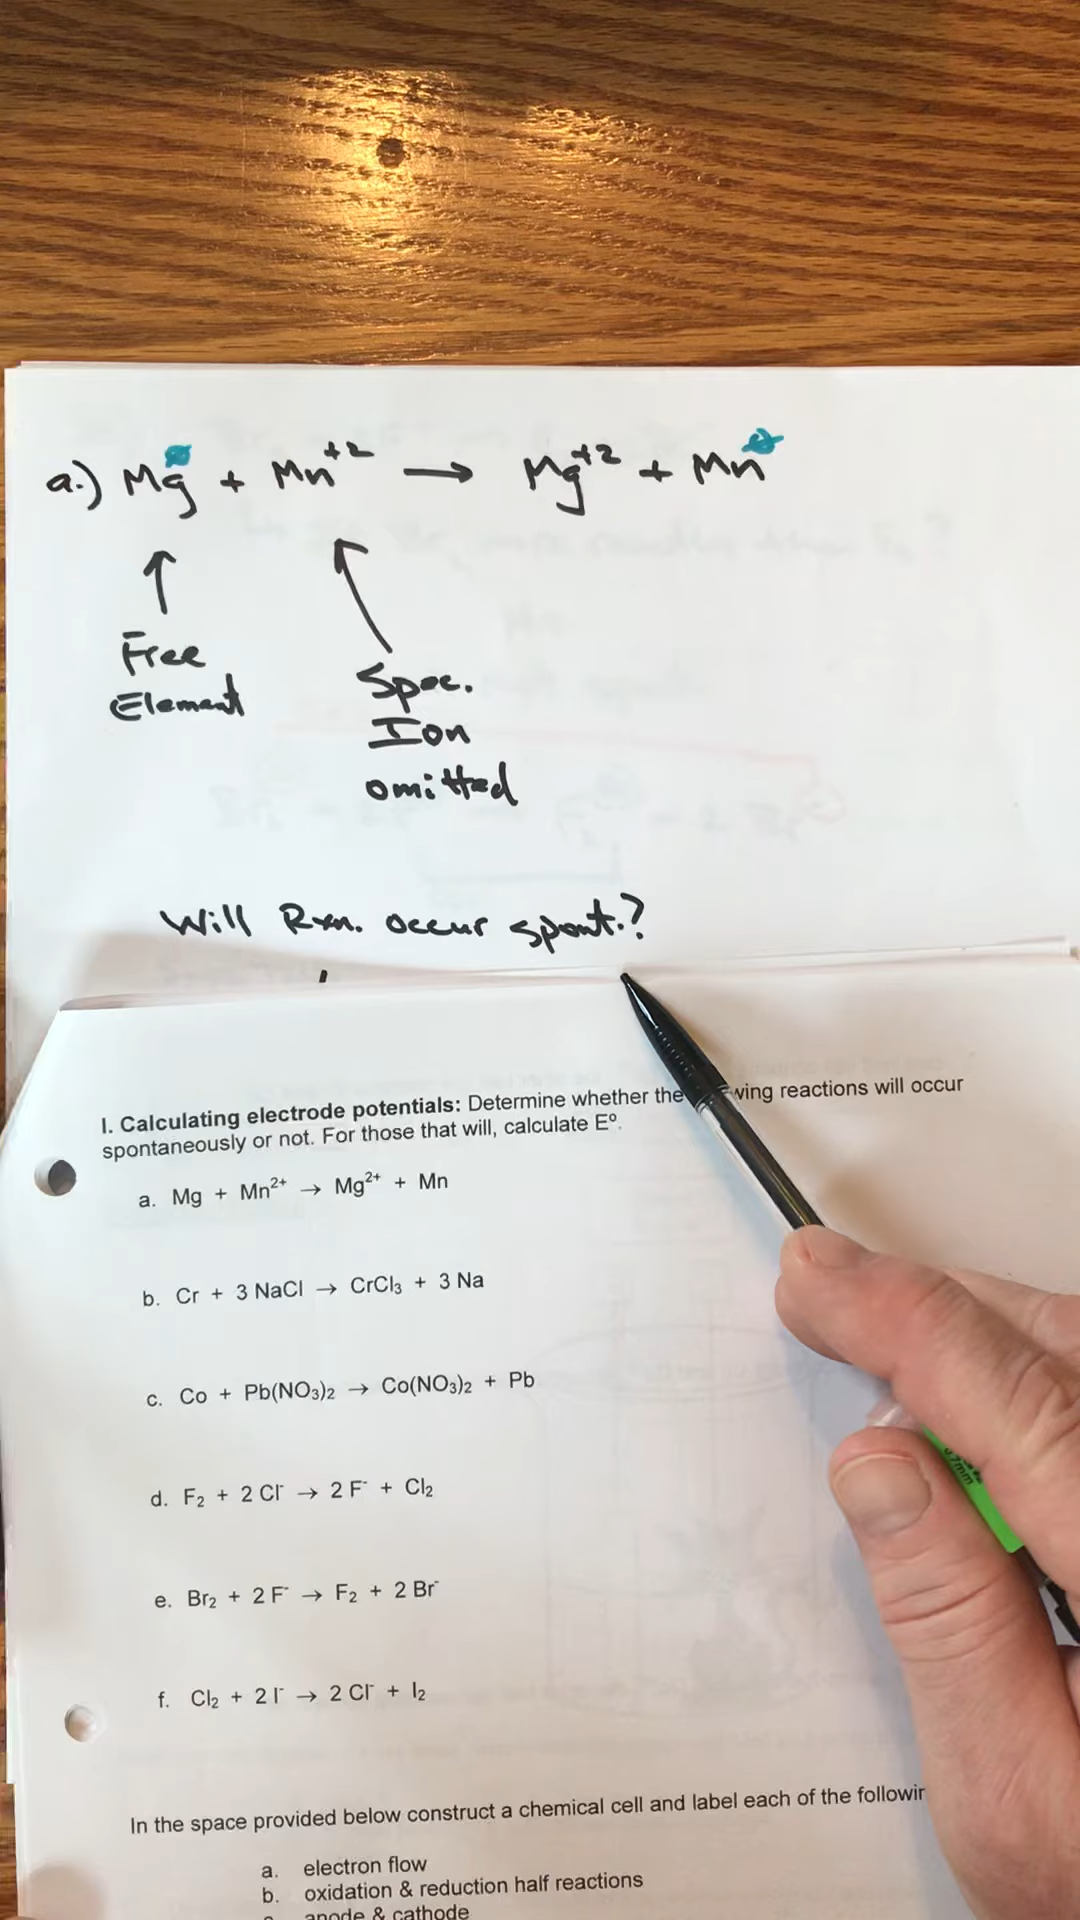 a.) Mg⁰ + Mn⁺² → Mg⁺² + Mn⁰
Free
Element
Spec.
Ion
omitted
Will Rxn. occur spont.?
I. Calculating electrode potentials: Determine whether the wing reactions will occur
spontaneously or not. For those that will, calculate Eº.
a. Mg + Mn²⁺ → Mg²⁺ + Mn
b. Cr + 3 NaCl → CrCl₃ + 3 Na
c. Co + Pb(NO₃)₂ → Co(NO₃)₂ + Pb
d. F₂ + 2 Cl⁻ → 2 F⁻ + Cl₂
e. Br₂ + 2 F⁻ → F₂ + 2 Br⁻
f. Cl₂ + 2 I⁻ → 2 Cl⁻ + I₂
In the space provided below construct a chemical cell and label each of the followin
a. electron flow
b. oxidation & reduction half reactions
anode & cathode
0.7mm